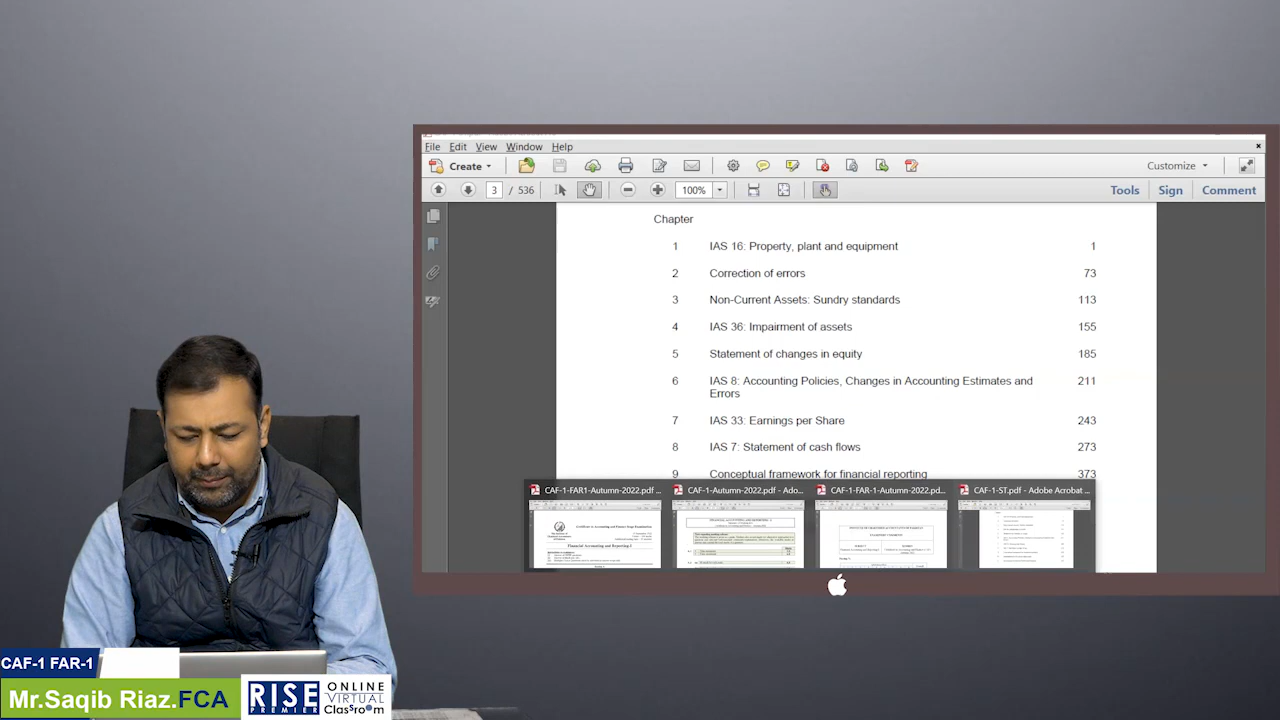 File Edit View Window Help
Create
Customize
3 / 536
100%
Tools Sign Comment
Chapter
1 IAS 16: Property, plant and equipment 1
2 Correction of errors 73
3 Non-Current Assets: Sundry standards 113
4 IAS 36: Impairment of assets 155
5 Statement of changes in equity 185
6 IAS 8: Accounting Policies, Changes in Accounting Estimates and 211
Errors
7 IAS 33: Earnings per Share 243
8 IAS 7: Statement of cash flows 273
9 Conceptual framework for financial reporting 373
CAF-1-FAR1-Autumn-2022.pdf ...
CAF-1-Autumn-2022.pdf - Ado...
CAF-1-FAR-1-Autumn-2022.pd...
CAF-1-ST.pdf - Adobe Acrobat ...
Financial Accounting and Reporting-I
CAF-1 FAR-1
Mr.Saqib Riaz.FCA
RISE
PREMIER
ONLINE
VIRTUAL
Classroom